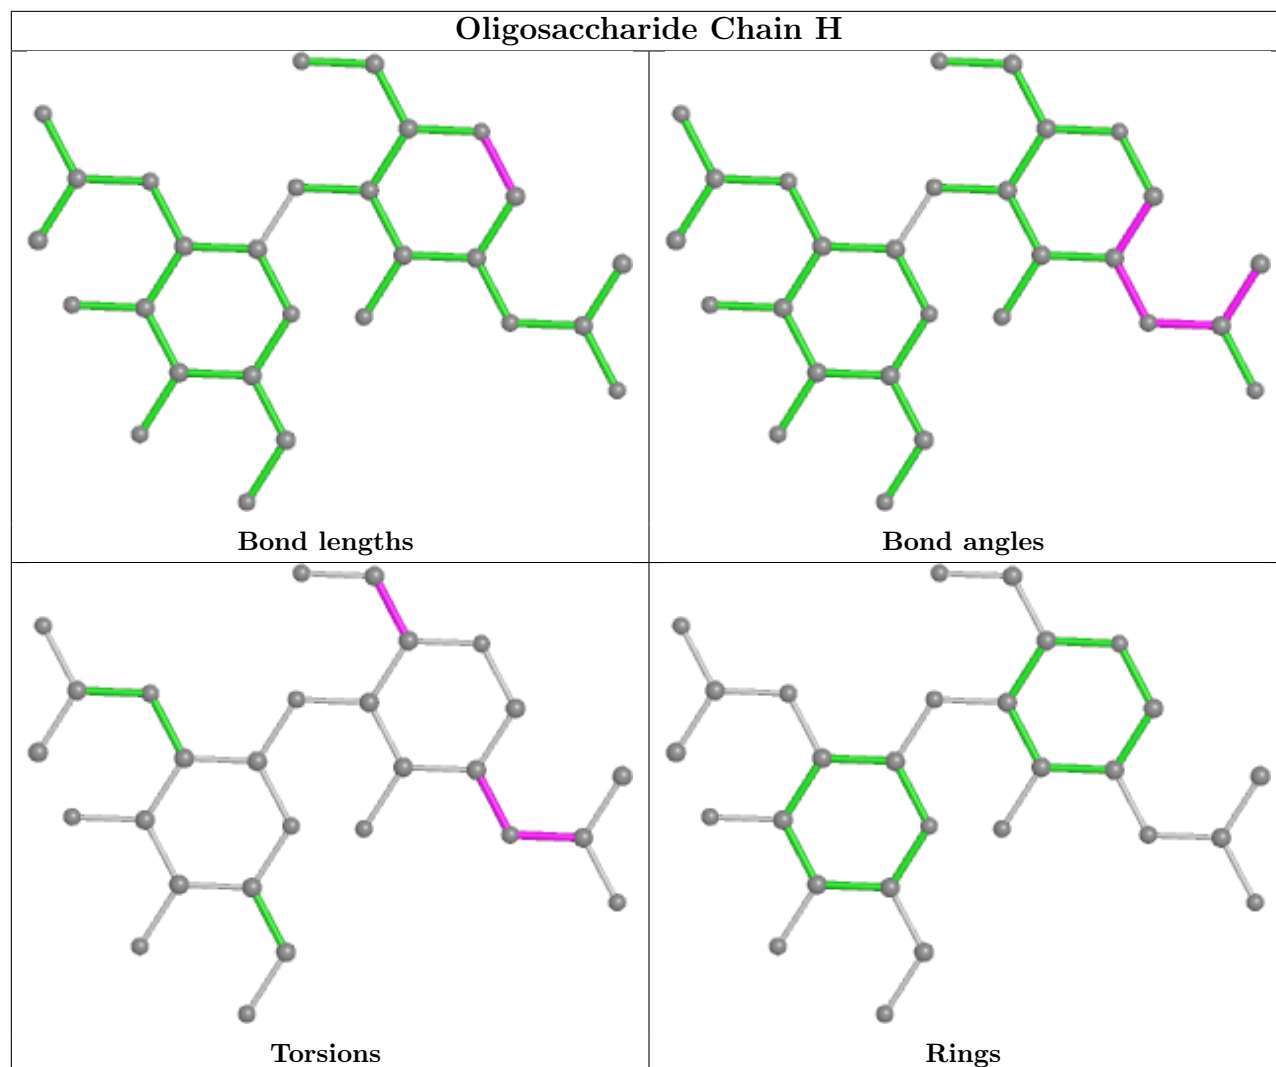 Oligosaccharide Chain H
Bond lengths
Bond angles
Torsions
Rings